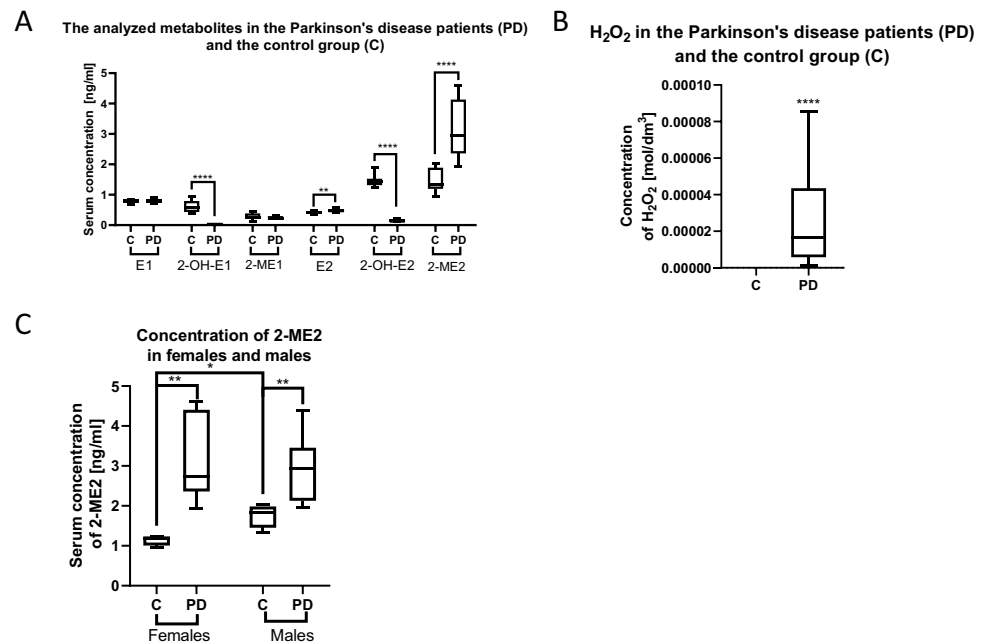 A
The analyzed metabolites in the Parkinson's disease patients (PD)
and the control group (C)
Serum concentration [ng/ml]
5
4
3
2
1
0
****
**
****
****
C PD C PD C PD C PD C PD C PD
E1 2-OH-E1 2-ME1 E2 2-OH-E2 2-ME2
B
H₂O₂ in the Parkinson's disease patients (PD)
and the control group (C)
Concentration
of H₂O₂ [mol/dm³]
0.00010
0.00008
0.00006
0.00004
0.00002
0.00000
****
C PD
C
Concentration of 2-ME2
in females and males
Serum concentration
of 2-ME2 [ng/ml]
5
4
3
2
1
0
*
**
**
C PD C PD
Females Males